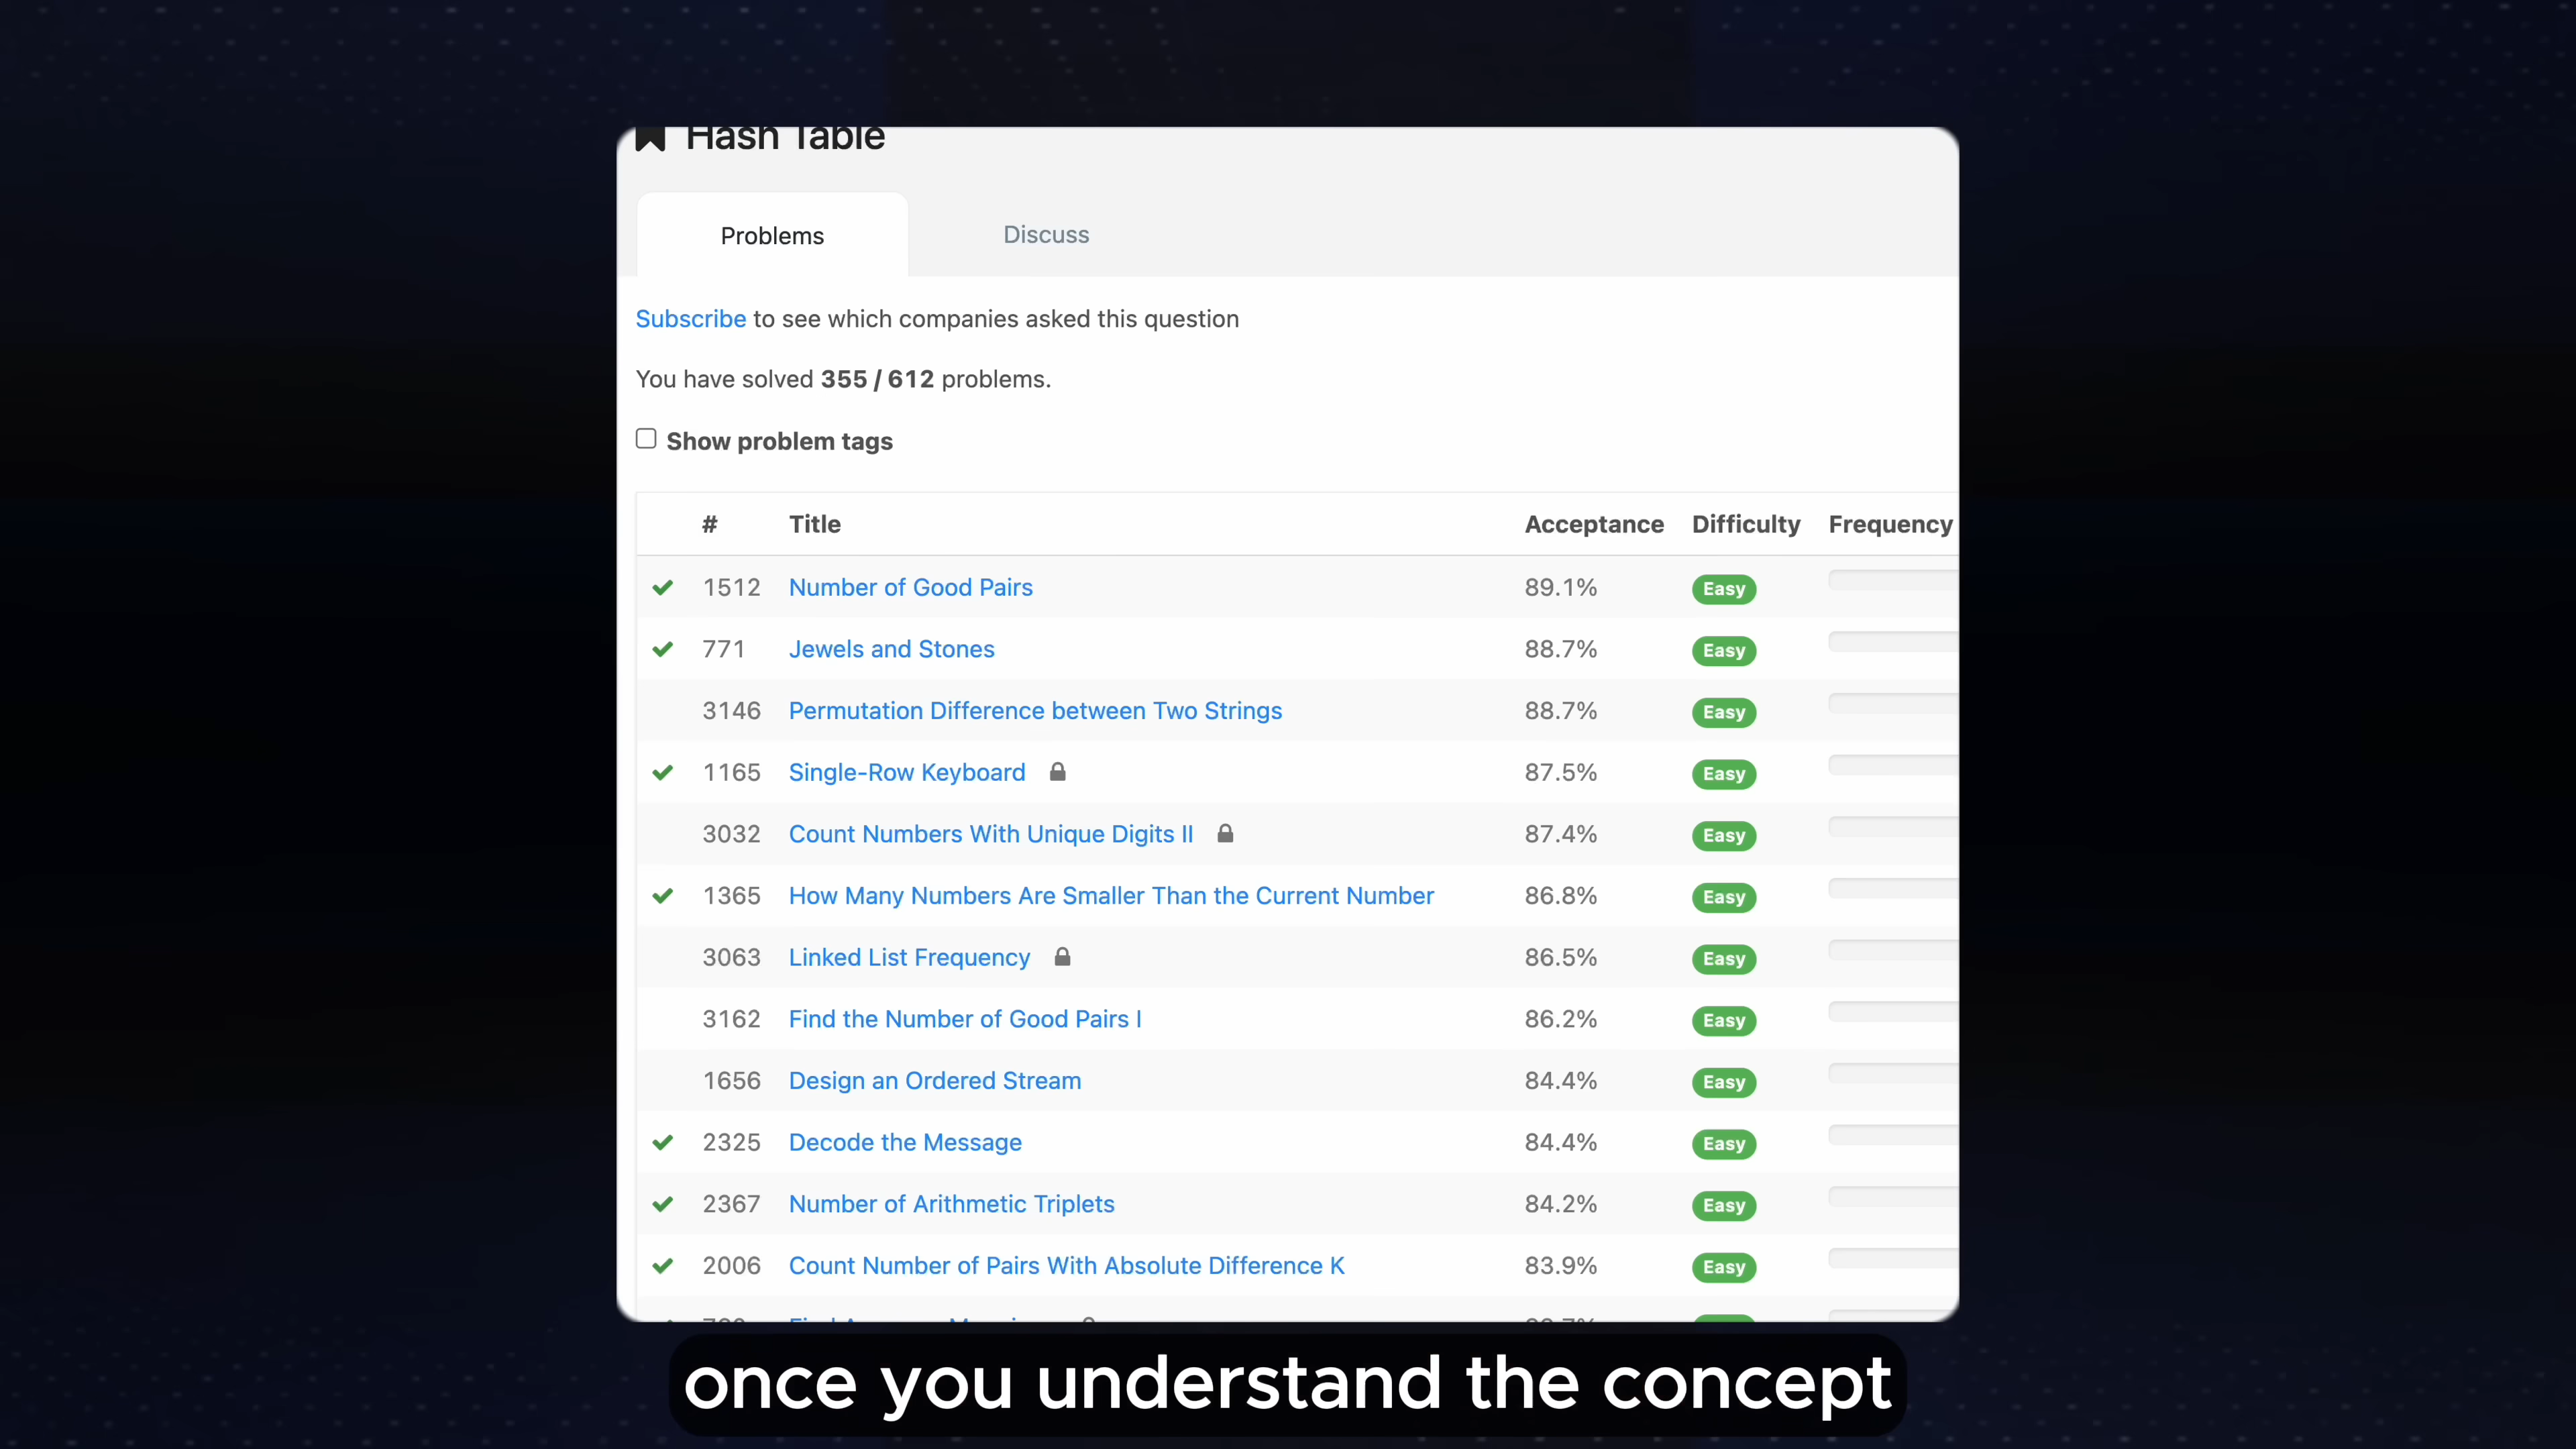 Hash Table
Problems Discuss
Subscribe to see which companies asked this question
You have solved 355 / 612 problems.
Show problem tags
# Title Acceptance Difficulty Frequency
1512 Number of Good Pairs 89.1% Easy
771 Jewels and Stones 88.7% Easy
3146 Permutation Difference between Two Strings 88.7% Easy
1165 Single-Row Keyboard 87.5% Easy
3032 Count Numbers With Unique Digits II 87.4% Easy
1365 How Many Numbers Are Smaller Than the Current Number 86.8% Easy
3063 Linked List Frequency 86.5% Easy
3162 Find the Number of Good Pairs I 86.2% Easy
1656 Design an Ordered Stream 84.4% Easy
2325 Decode the Message 84.4% Easy
2367 Number of Arithmetic Triplets 84.2% Easy
2006 Count Number of Pairs With Absolute Difference K 83.9% Easy
once you understand the concept